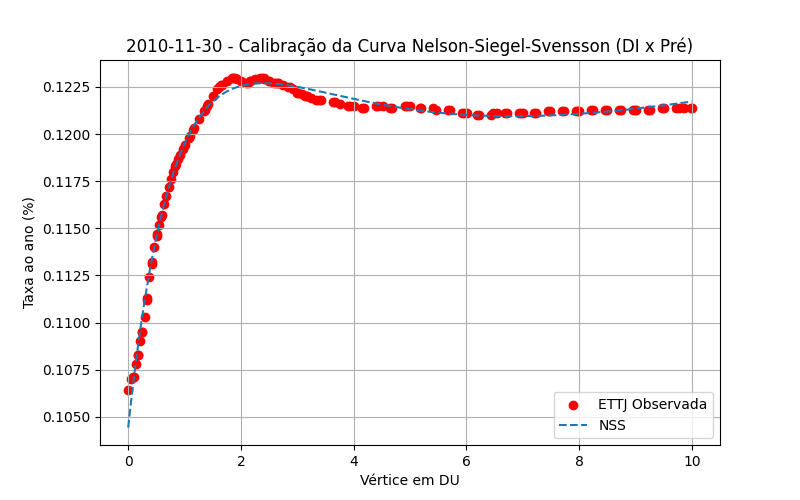 2010-11-30 - Calibração da Curva Nelson-Siegel-Svensson (DI x Pré)
Taxa ao ano (%)
0.1225
0.1200
0.1175
0.1150
0.1125
0.1100
0.1075
0.1050
ETTJ Observada
NSS
0 2 4 6 8 10
Vértice em DU